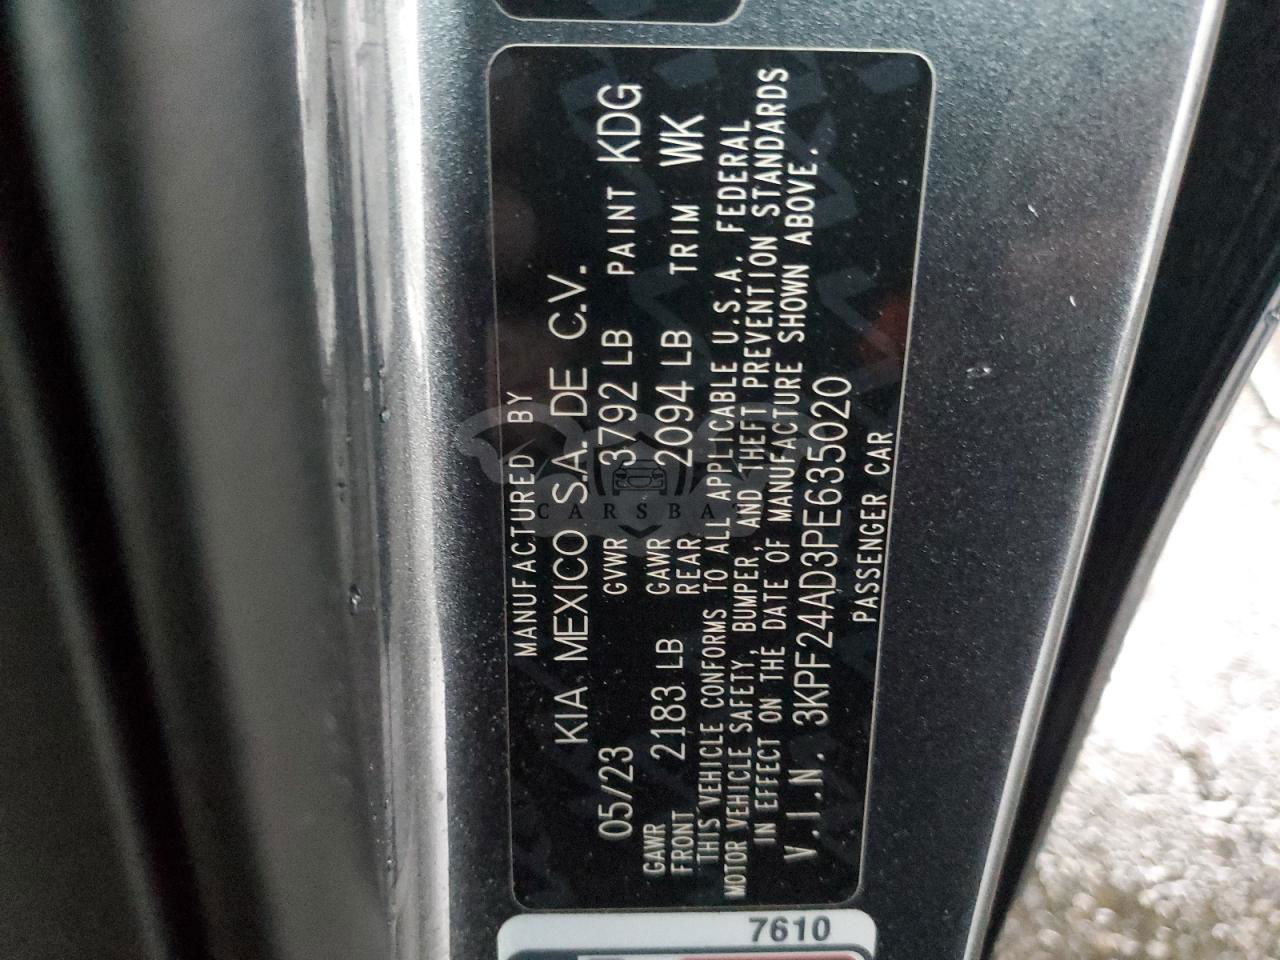 MANUFACTURED BY
KIA MEXICO S.A. DE C.V.
05/23 GVWR 3792 LB PAINT KDG
GAWR FRONT 2183 LB GAWR REAR 2094 LB TRIM WK
THIS VEHICLE CONFORMS TO ALL APPLICABLE U.S.A. FEDERAL
MOTOR VEHICLE SAFETY, BUMPER, AND THEFT PREVENTION STANDARDS
IN EFFECT ON THE DATE OF MANUFACTURE SHOWN ABOVE.
V.I.N. 3KPF24AD3PE635020
PASSENGER CAR
7610